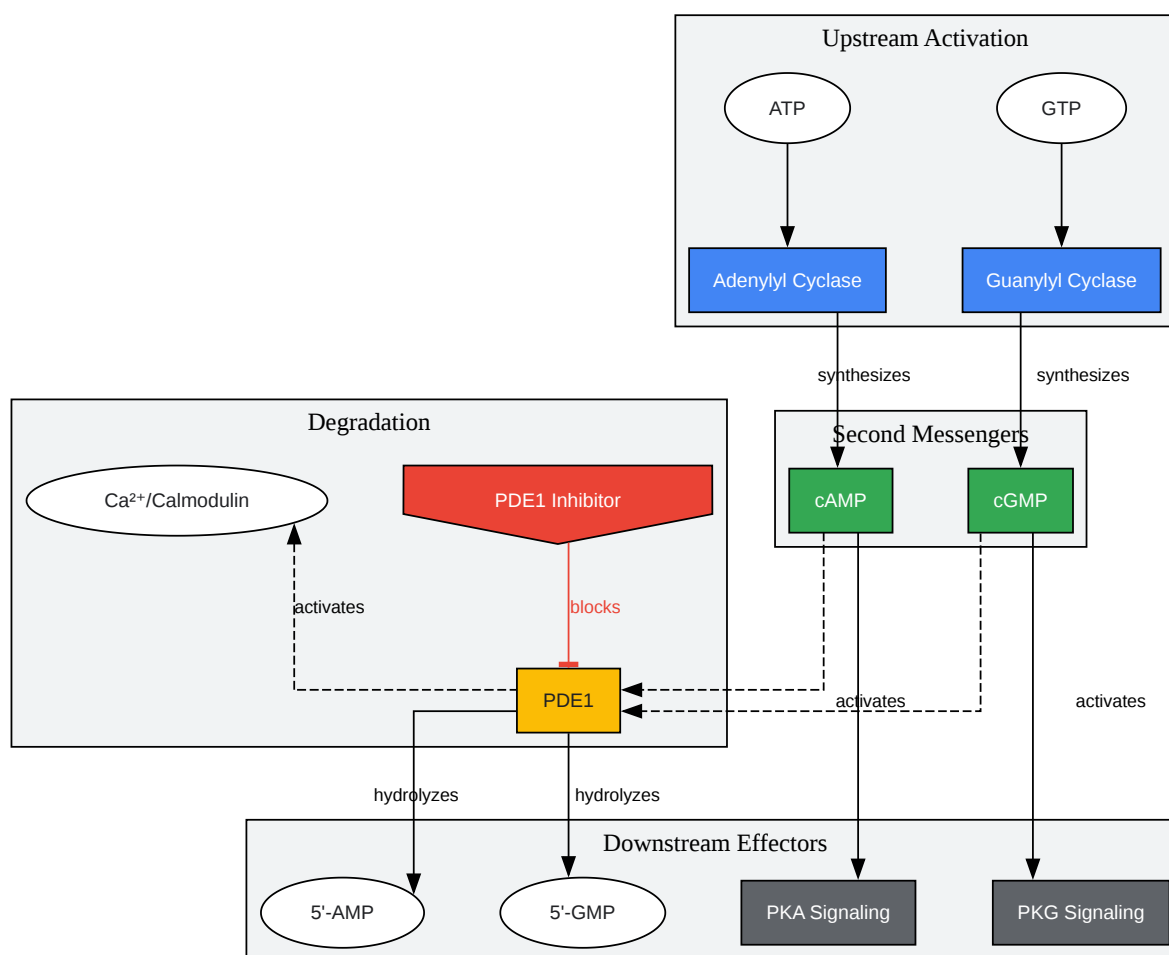 Upstream Activation
ATP
GTP
Adenylyl Cyclase
Guanylyl Cyclase
synthesizes
synthesizes
Degradation
Second Messengers
Ca²⁺/Calmodulin
PDE1 Inhibitor
cAMP
cGMP
activates
blocks
PDE1
activates
activates
hydrolyzes
hydrolyzes
Downstream Effectors
5'-AMP
5'-GMP
PKA Signaling
PKG Signaling